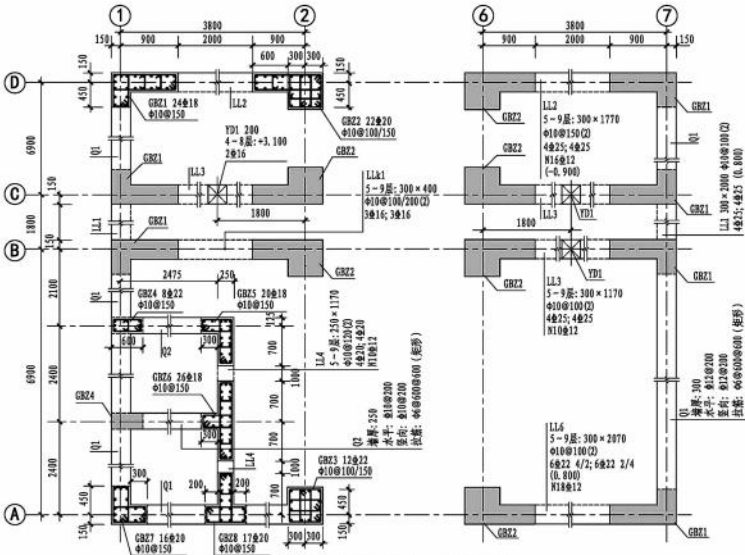 1
2
6
7
3800
3800
150
900
2000
900
900
2000
900
150
600
300
300
D
150
450
GBZ1 24⌀18
⌀10@150
LL2
GBZ2 22⌀20
⌀10@100/150
150
450
YD1 200
4-8层:+3.100
2⌀16
GBZ2
LLk1
5-9层:300×400
⌀10@100/200(2)
3⌀16;3⌀16
6900
Q1
GBZ1
LL3
C
150
1800
LL1
GBZ1
1800
B
150
GBZ2
2475
250
2100
Q1
GBZ4 8⌀22
⌀10@150
GBZ5 20⌀18
⌀10@150
125
600
Q2
300
700
1000
LL4
5-9层:250×1170
⌀10@120(2)
4⌀20;4⌀20
N10⌀12
6900
2400
GBZ6 26⌀18
⌀10@150
GBZ4
300
700
700
Q2
墙厚:250
水平:⌀10@200
竖向:⌀10@200
拉筋:⌀6@600@600(矩形)
2400
Q1
LL4
1000
GBZ3 12⌀22
⌀10@100/150
300
Q1
200
200
700
A
450
150
GBZ7 16⌀20
⌀10@150
GBZ8 17⌀20
⌀10@150
300
300
450
150
GBZ2
LL2
5-9层:300×1770
⌀10@150(2)
4⌀25;4⌀25
N16⌀12
(-0.900)
GBZ1
GBZ2
Q1
LL1 300×2000 ⌀10@100(2)
4⌀25;4⌀25 (0.800)
LL3
YD1
GBZ1
1800
YD1
GBZ2
LL3
5-9层:300×1170
⌀10@100(2)
4⌀25;4⌀25
N10⌀12
GBZ1
Q1
墙厚:300
水平:⌀12@200
竖向:⌀12@200
拉筋:⌀6@600@600(矩形)
LL6
5-9层:300×2070
⌀10@100(2)
6⌀22 4/2;6⌀22 2/4
(0.800)
N18⌀12
GBZ2
GBZ1